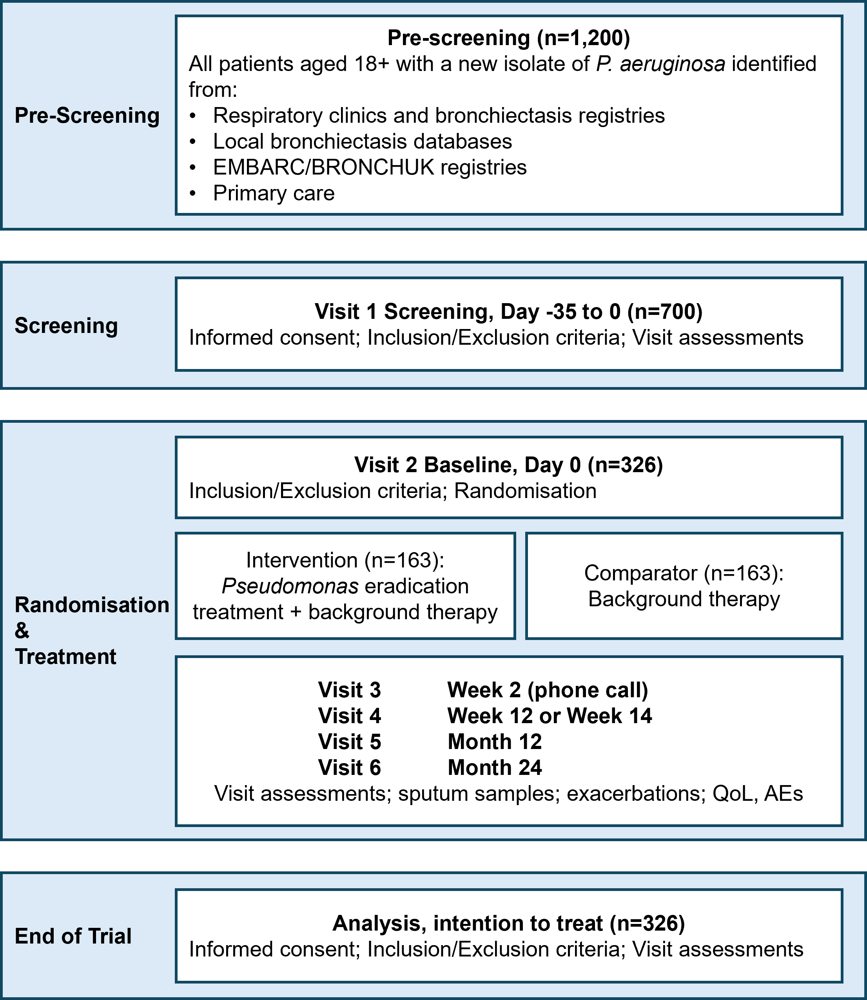 Pre-Screening
Pre-screening (n=1,200)
All patients aged 18+ with a new isolate of P. aeruginosa identified
from:
• Respiratory clinics and bronchiectasis registries
• Local bronchiectasis databases
• EMBARC/BRONCHUK registries
• Primary care
Screening
Visit 1 Screening, Day -35 to 0 (n=700)
Informed consent; Inclusion/Exclusion criteria; Visit assessments
Randomisation
&
Treatment
Visit 2 Baseline, Day 0 (n=326)
Inclusion/Exclusion criteria; Randomisation
Intervention (n=163):
Pseudomonas eradication
treatment + background therapy
Comparator (n=163):
Background therapy
Visit 3 Week 2 (phone call)
Visit 4 Week 12 or Week 14
Visit 5 Month 12
Visit 6 Month 24
Visit assessments; sputum samples; exacerbations; QoL, AEs
End of Trial
Analysis, intention to treat (n=326)
Informed consent; Inclusion/Exclusion criteria; Visit assessments